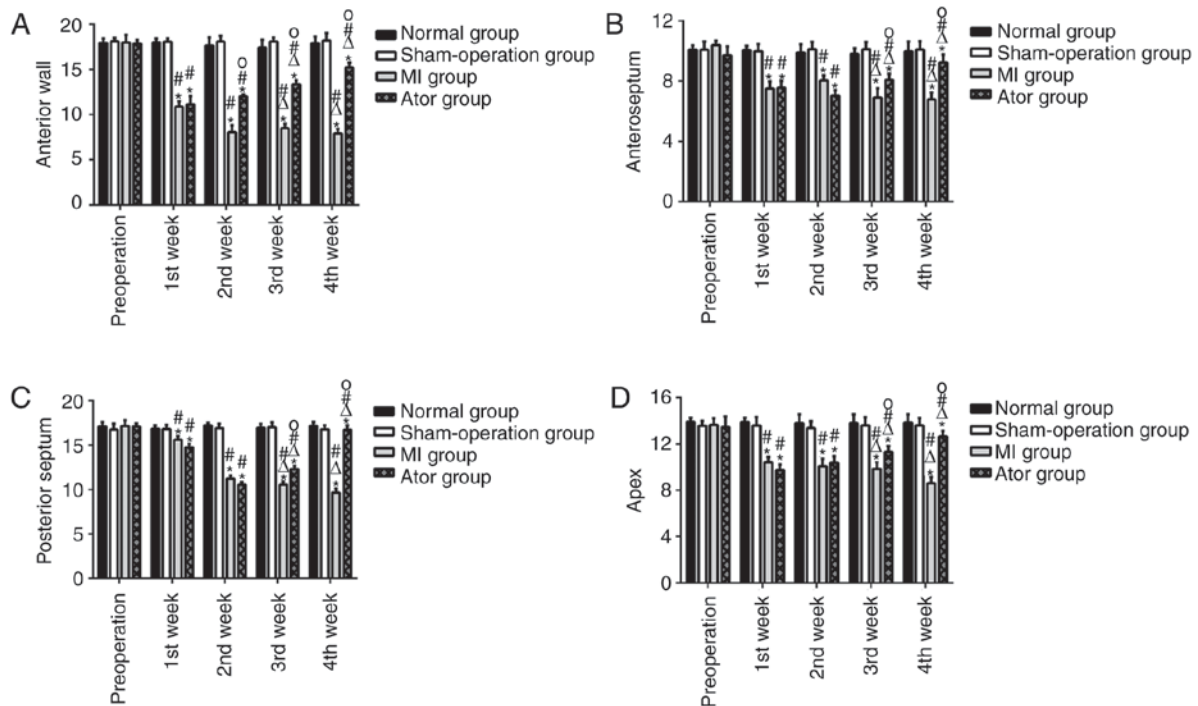 A
Anterior wall
20
15
10
5
0
Preoperation
1st week
2nd week
3rd week
4th week
# #
* *
O
# #
* *
O
# #
Δ Δ
* *
O
# #
Δ Δ
* *
Normal group
Sham-operation group
MI group
Ator group
B
Anteroseptum
12
8
4
0
Preoperation
1st week
2nd week
3rd week
4th week
# #
* *
# #
* *
O
# #
Δ Δ
* *
O
# #
Δ Δ
* *
Normal group
Sham-operation group
MI group
Ator group
C
Posterior septum
20
15
10
5
0
Preoperation
1st week
2nd week
3rd week
4th week
# #
* *
# #
* *
O
# #
Δ Δ
* *
O
# #
Δ Δ
* *
Normal group
Sham-operation group
MI group
Ator group
D
Apex
16
12
8
4
0
Preoperation
1st week
2nd week
3rd week
4th week
# #
* *
# #
* *
O
# #
Δ Δ
* *
O
# #
Δ Δ
* *
Normal group
Sham-operation group
MI group
Ator group